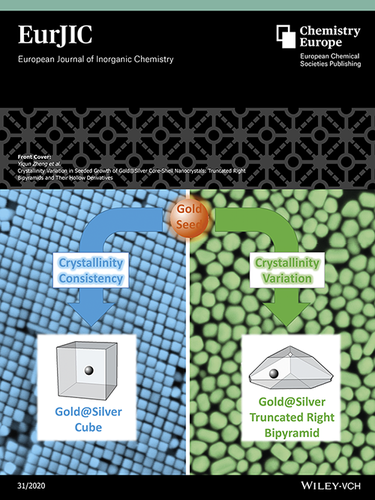 EurJIC
European Journal of Inorganic Chemistry
Chemistry
Europe
European Chemical
Societies Publishing
Front Cover:
Yiqun Zheng et al.
Crystallinity Variation in Seeded Growth of Gold@Silver Core-Shell Nanocrystals: Truncated Right
Bipyramids and Their Hollow Derivatives
Gold
Seed
Crystallinity
Consistency
Crystallinity
Variation
Gold@Silver
Cube
Gold@Silver
Truncated Right
Bipyramid
31/2020
WILEY-VCH